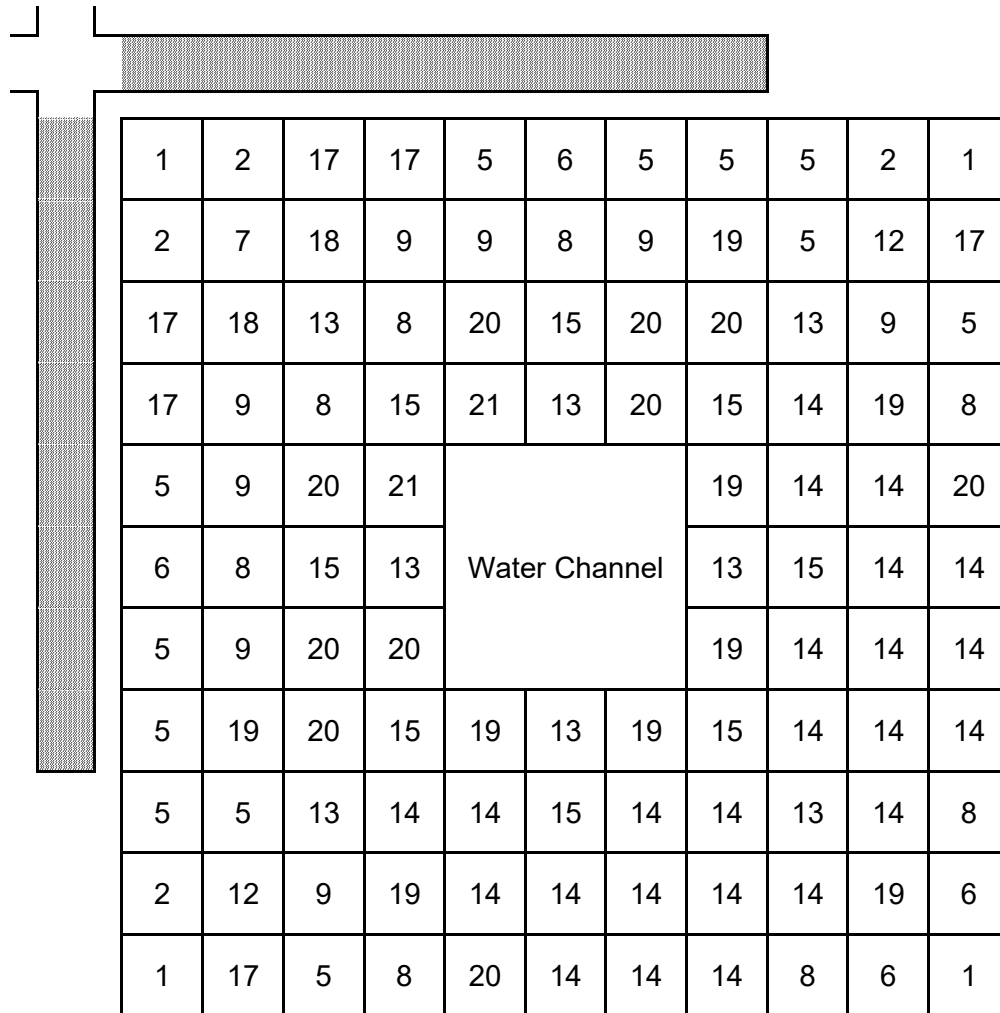 1 2 17 17 5 6 5 5 5 2 1
2 7 18 9 9 8 9 19 5 12 17
17 18 13 8 20 15 20 20 13 9 5
17 9 8 15 21 13 20 15 14 19 8
5 9 20 21 19 14 14 20
6 8 15 13 Water Channel 13 15 14 14
5 9 20 20 19 14 14 14
5 19 20 15 19 13 19 15 14 14 14
5 5 13 14 14 15 14 14 13 14 8
2 12 9 19 14 14 14 14 14 19 6
1 17 5 8 20 14 14 14 8 6 1